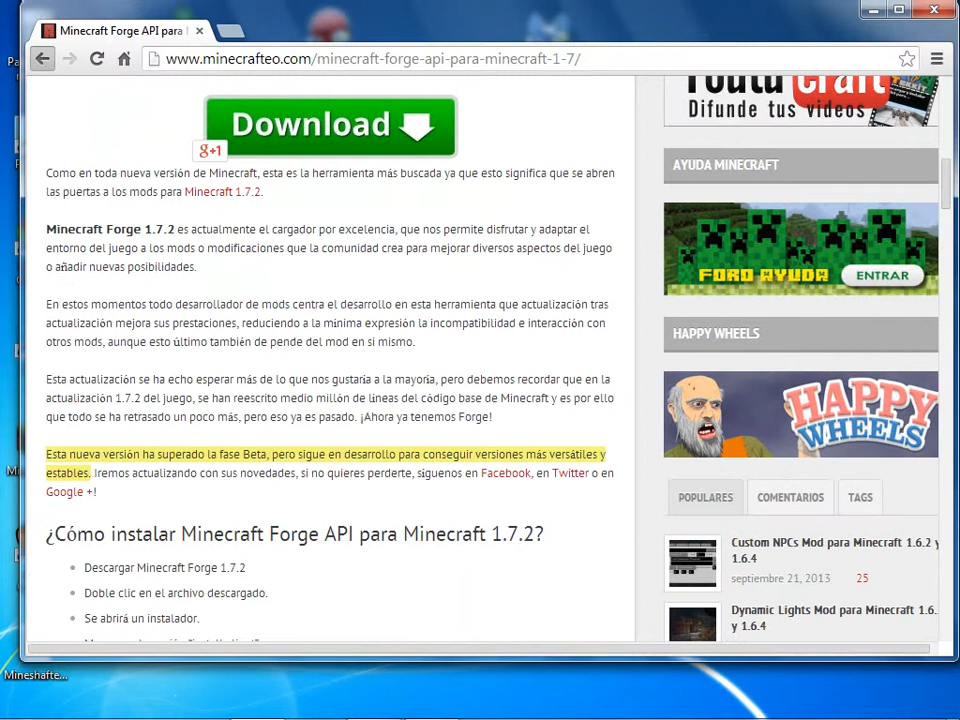 Minecraft Forge API para
www.minecrafteo.com/minecraft-forge-api-para-minecraft-1-7/
Download
g+1
Como en toda nueva versión de Minecraft, esta es la herramienta más buscada ya que esto significa que se abren
las puertas a los mods para Minecraft 1.7.2.
Minecraft Forge 1.7.2 es actualmente el cargador por excelencia, que nos permite disfrutar y adaptar el
entorno del juego a los mods o modificaciones que la comunidad crea para mejorar diversos aspectos del juego
o añadir nuevas posibilidades.
En estos momentos todo desarrollador de mods centra el desarrollo en esta herramienta que actualización tras
actualización mejora sus prestaciones, reduciendo a la mínima expresión la incompatibilidad e interacción con
otros mods, aunque esto último también de pende del mod en si mismo.
Esta actualización se ha echo esperar más de lo que nos gustaría a la mayoría, pero debemos recordar que en la
actualización 1.7.2 del juego, se han reescrito medio millón de líneas del código base de Minecraft y es por ello
que todo se ha retrasado un poco más, pero eso ya es pasado. ¡Ahora ya tenemos Forge!
Esta nueva versión ha superado la fase Beta, pero sigue en desarrollo para conseguir versiones más versátiles y
estables. Iremos actualizando con sus novedades, si no quieres perderte, síguenos en Facebook, en Twitter o en
Google +!
¿Cómo instalar Minecraft Forge API para Minecraft 1.7.2?
Descargar Minecraft Forge 1.7.2
Doble clic en el archivo descargado.
Se abrirá un instalador.
Difunde tus videos
AYUDA MINECRAFT
FORO AYUDA
ENTRAR
HAPPY WHEELS
HAPPY
WHEELS
POPULARES
COMENTARIOS
TAGS
Custom NPCs Mod para Minecraft 1.6.2 y
1.6.4
septiembre 21, 2013 25
Dynamic Lights Mod para Minecraft 1.6.
y 1.6.4
Mineshafte...